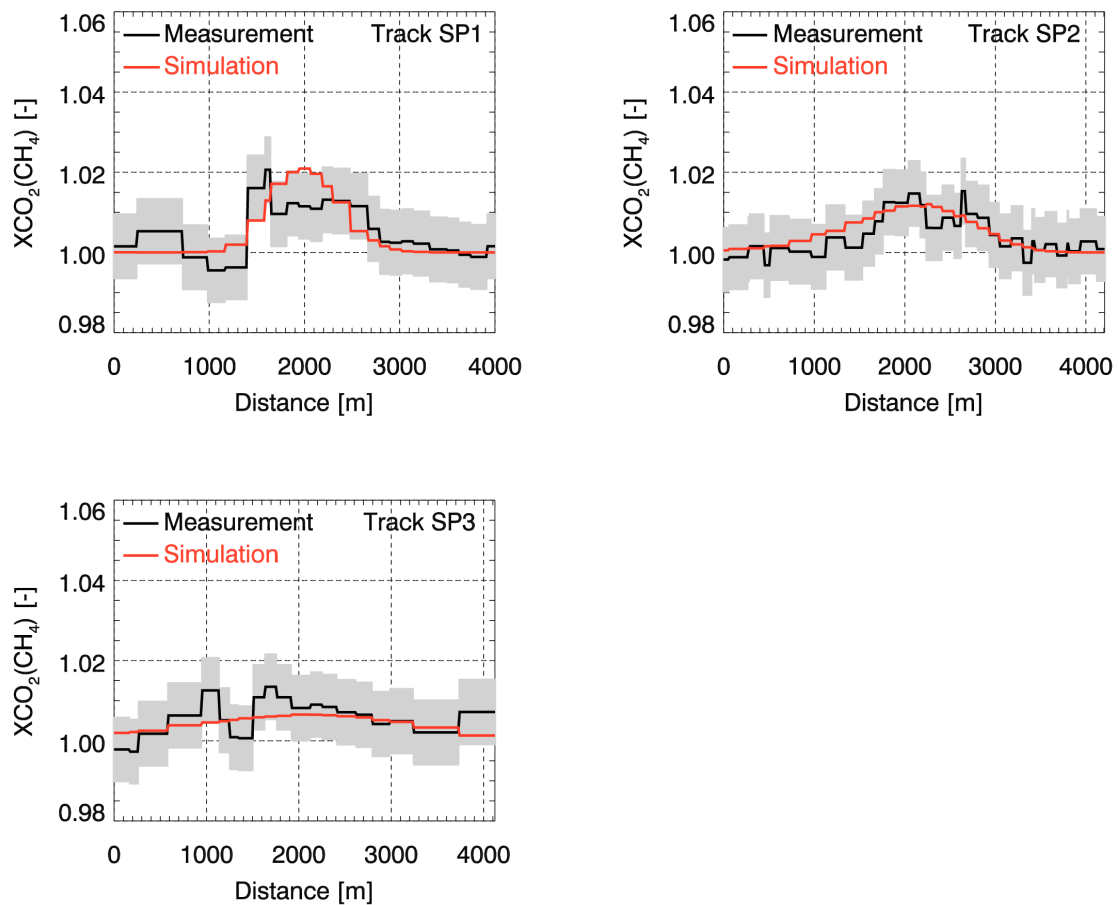 1.06
Measurement Track SP1
Simulation
1.04
1.02
1.00
0.98
XCO₂(CH₄) [-]
0 1000 2000 3000 4000
Distance [m]
1.06
Measurement Track SP2
Simulation
1.04
1.02
1.00
0.98
XCO₂(CH₄) [-]
0 1000 2000 3000 4000
Distance [m]
1.06
Measurement Track SP3
Simulation
1.04
1.02
1.00
0.98
XCO₂(CH₄) [-]
0 1000 2000 3000 4000
Distance [m]